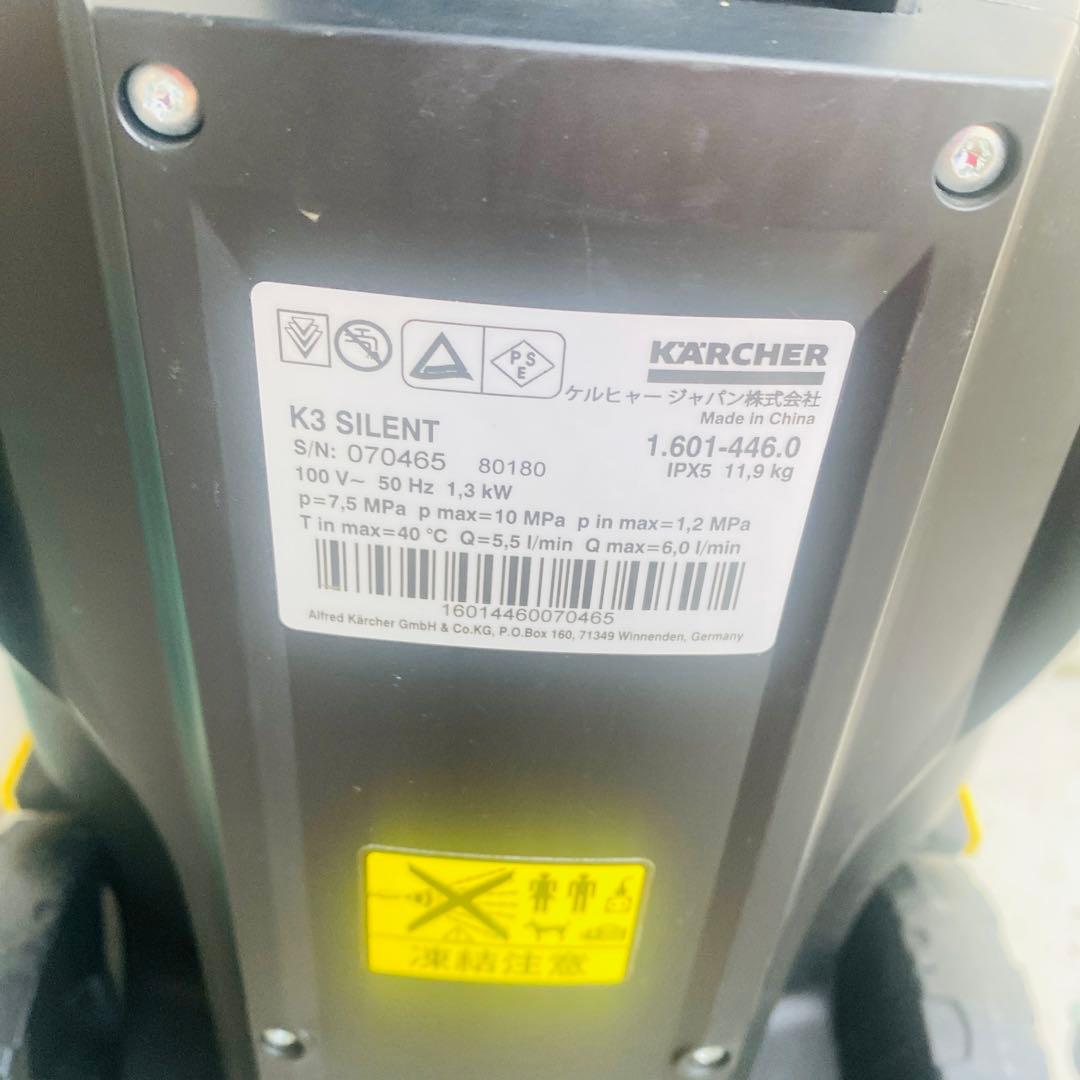 PSE
KÄRCHER
ケルヒャー ジャパン株式会社
Made in China
K3 SILENT
1.601-446.0
S/N: 070465 80180
IPX5 11,9 kg
100 V~ 50 Hz 1,3 kW
p=7,5 MPa p max=10 MPa p in max=1,2 MPa
T in max=40 °C Q=5,5 l/min Q max=6,0 l/min
16014460070465
Alfred Kärcher GmbH & Co.KG, P.O.Box 160, 71349 Winnenden, Germany
凍結注意